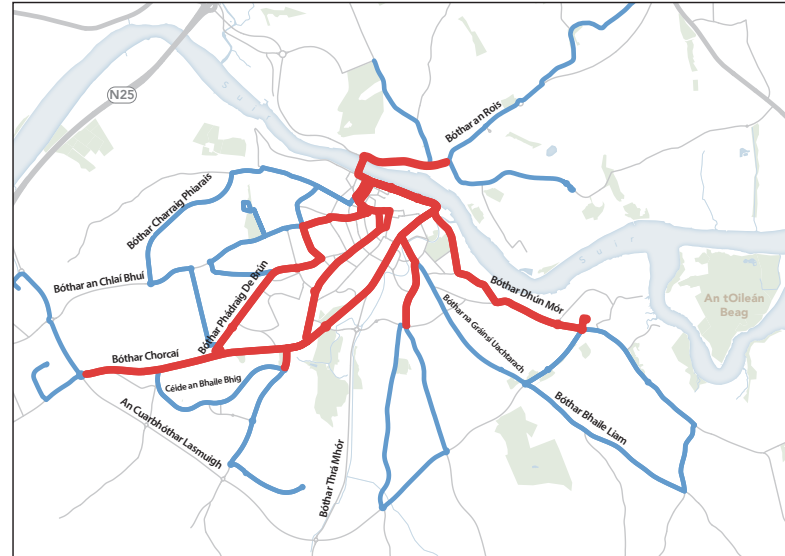 N25
Suir
Bóthar an Rois
Bóthar Charraig Phiarais
Bóthar an Chlaí Bhuí
Bóthar Phádraig De Brún
Suir
Bóthar Dhún Mór
An tOileán
Beag
Bóthar na Gráinsí Uachtarach
Bóthar Chorcaí
Céide an Bhaile Bhig
An Cuarbhóthar Lasmuigh
Bóthar Thrá Mhór
Bóthar Bhaile Liam